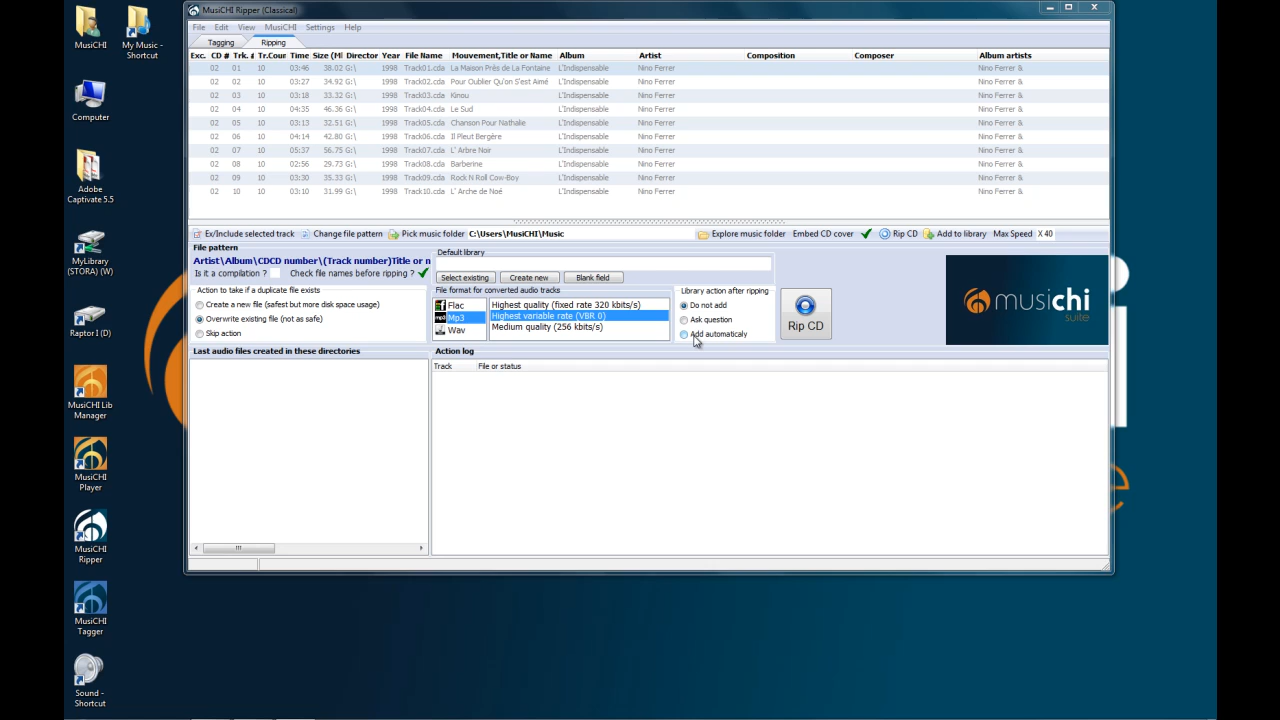 MusiCHI
My Music -
Shortcut
Computer
Adobe
Captivate 5.5
MyLibrary
(STORA) (W)
Raptor I (D)
MusiCHI Lib
Manager
MusiCHI
Player
MusiCHI
Ripper
MusiCHI
Tagger
Sound -
Shortcut
MusiCHI Ripper (Classical)
File Edit View MusiCHI Settings Help
Tagging Ripping
Exc. CD # Trk. # Tr.Coun Time Size (M Director Year File Name Mouvement,Title or Name Album Artist Composition Composer Album artists
02 01 10 03:46 38.02 G:\ 1998 Track01.cda La Maison Près de La Fontaine L'Indispensable Nino Ferrer Nino Ferrer &
02 02 10 03:27 34.92 G:\ 1998 Track02.cda Pour Oublier Qu'on S'est Aimé L'Indispensable Nino Ferrer Nino Ferrer &
02 03 10 03:18 33.32 G:\ 1998 Track03.cda Kinou L'Indispensable Nino Ferrer Nino Ferrer &
02 04 10 04:35 46.36 G:\ 1998 Track04.cda Le Sud L'Indispensable Nino Ferrer Nino Ferrer &
02 05 10 03:13 32.51 G:\ 1998 Track05.cda Chanson Pour Nathalie L'Indispensable Nino Ferrer Nino Ferrer &
02 06 10 04:14 42.80 G:\ 1998 Track06.cda Il Pleut Bergère L'Indispensable Nino Ferrer Nino Ferrer &
02 07 10 05:37 56.75 G:\ 1998 Track07.cda L' Arbre Noir L'Indispensable Nino Ferrer Nino Ferrer &
02 08 10 02:56 29.73 G:\ 1998 Track08.cda Barberine L'Indispensable Nino Ferrer Nino Ferrer &
02 09 10 03:30 35.33 G:\ 1998 Track09.cda Rock N Roll Cow-Boy L'Indispensable Nino Ferrer Nino Ferrer &
02 10 10 03:10 31.99 G:\ 1998 Track10.cda L' Arche de Noé L'Indispensable Nino Ferrer Nino Ferrer &
Ex/Include selected track Change file pattern Pick music folder C:\Users\MusiCHI\Music Explore music folder Embed CD cover Rip CD Add to library Max Speed X 40
File pattern
Artist\Album\CDCD number\(Track number)Title or n
Is it a compilation ? Check file names before ripping ?
Action to take if a duplicate file exists
Create a new file (safest but more disk space usage)
Overwrite existing file (not as safe)
Skip action
Default library
Select existing Create new Blank field
File format for converted audio tracks
Flac
Mp3
Wav
Highest quality (fixed rate 320 kbits/s)
Highest variable rate (VBR 0)
Medium quality (256 kbits/s)
Library action after ripping
Do not add
Ask question
Add automaticaly
Rip CD
musichi
suite
Last audio files created in these directories
Action log
Track File or status